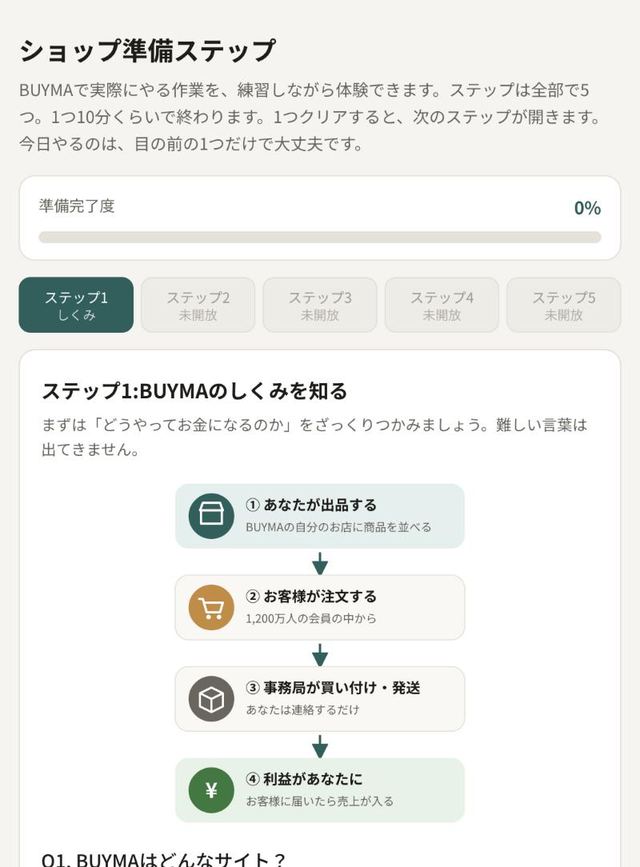 ショップ準備ステップ
BUYMAで実際にやる作業を、練習しながら体験できます。ステップは全部で5
つ。1つ10分くらいで終わります。1つクリアすると、次のステップが開きます。
今日やるのは、目の前の1つだけで大丈夫です。
準備完了度
0%
ステップ1
しくみ
ステップ2
未開放
ステップ3
未開放
ステップ4
未開放
ステップ5
未開放
ステップ1:BUYMAのしくみを知る
まずは「どうやってお金になるのか」をざっくりつかみましょう。難しい言葉は
出てきません。
① あなたが出品する
BUYMAの自分のお店に商品を並べる
② お客様が注文する
1,200万人の会員の中から
③ 事務局が買い付け・発送
あなたは連絡するだけ
¥
④ 利益があなたに
お客様に届いたら売上が入る
Q1. BUYMAはどんなサイト？